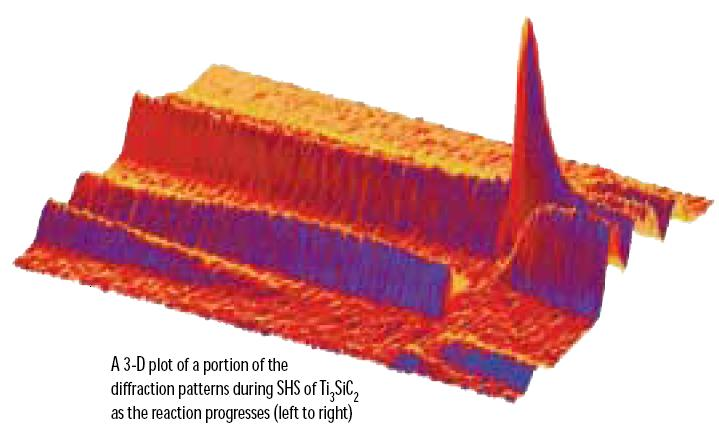 A 3-D plot of a portion of the
diffraction patterns during SHS of Ti₃SiC₂
as the reaction progresses (left to right)